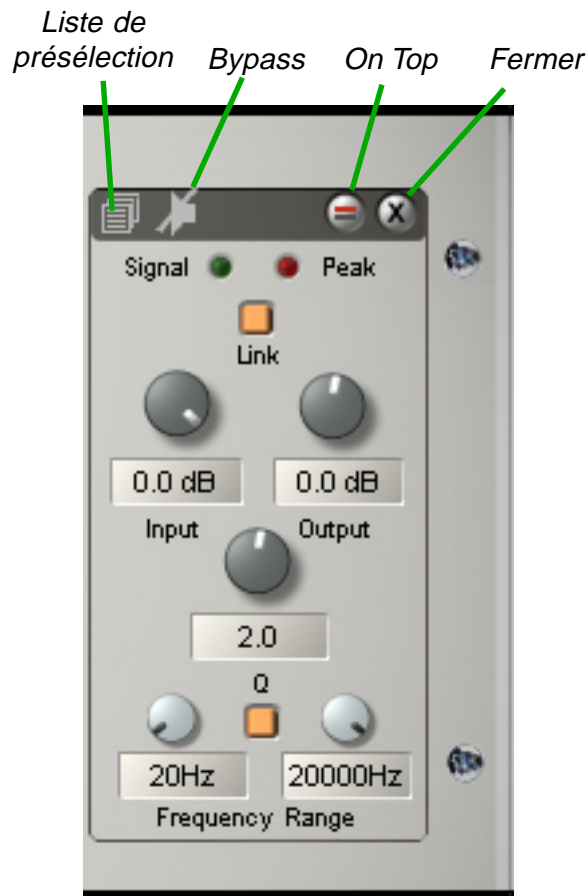 Liste de
présélection Bypass On Top Fermer
X
Signal Peak
Link
0.0 dB 0.0 dB
Input Output
2.0
Q
20Hz 20000Hz
Frequency Range